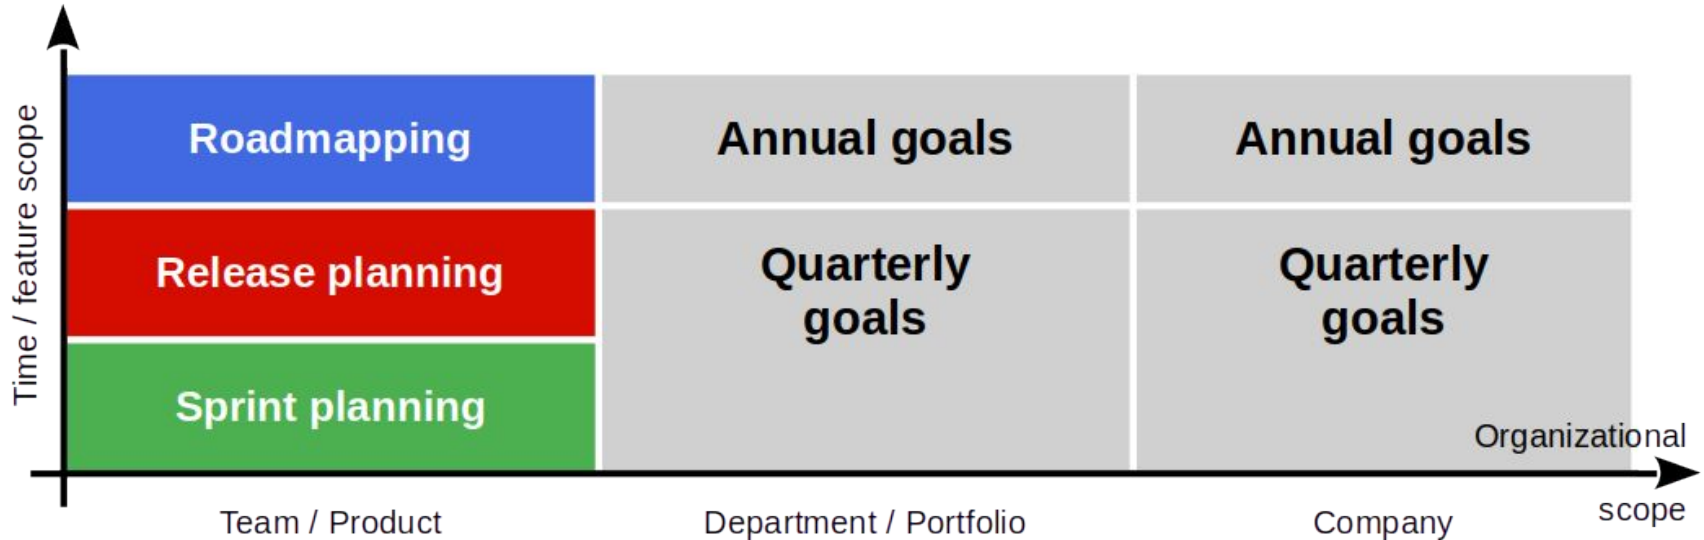 Time / feature scope
Roadmapping
Annual goals
Annual goals
Release planning
Quarterly
goals
Quarterly
goals
Sprint planning
Organizational
scope
Team / Product
Department / Portfolio
Company